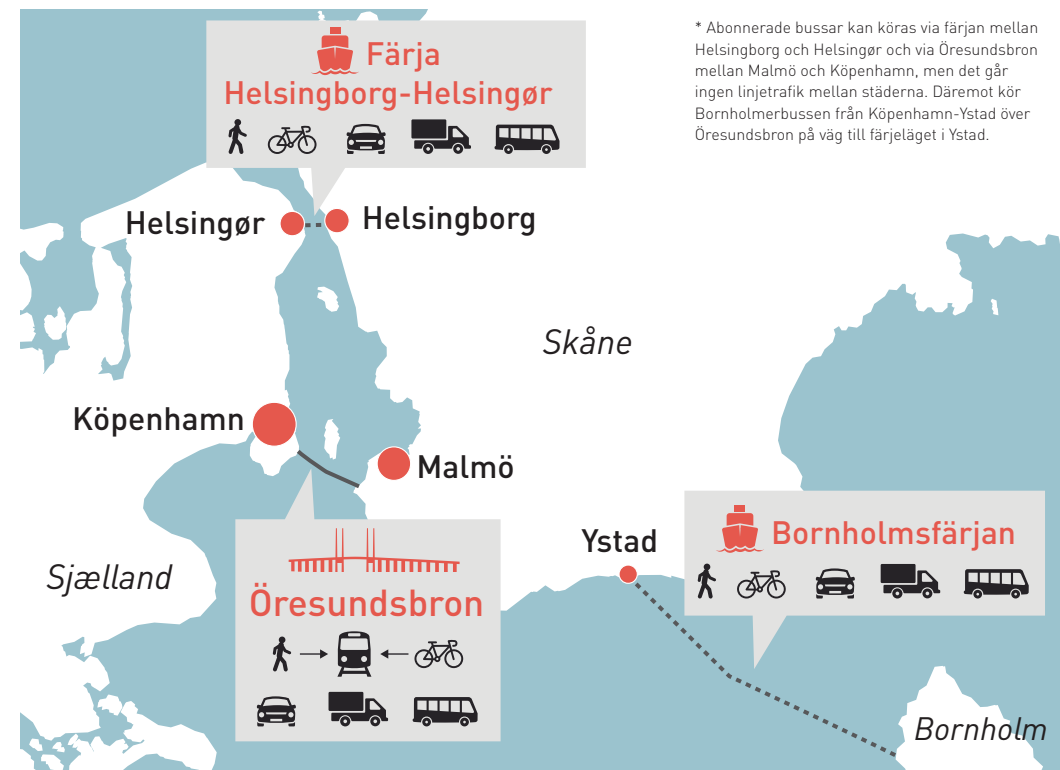 Färja
Helsingborg-Helsingør
* Abonnerade bussar kan köras via färjan mellan
Helsingborg och Helsingør och via Öresundsbron
mellan Malmö och Köpenhamn, men det går
ingen linjetrafik mellan städerna. Däremot kör
Bornholmerbussen från Köpenhamn-Ystad över
Öresundsbron på väg till färjeläget i Ystad.
Helsingør
Helsingborg
Skåne
Köpenhamn
Malmö
Sjælland
Öresundsbron
Ystad
Bornholmsfärjan
Bornholm